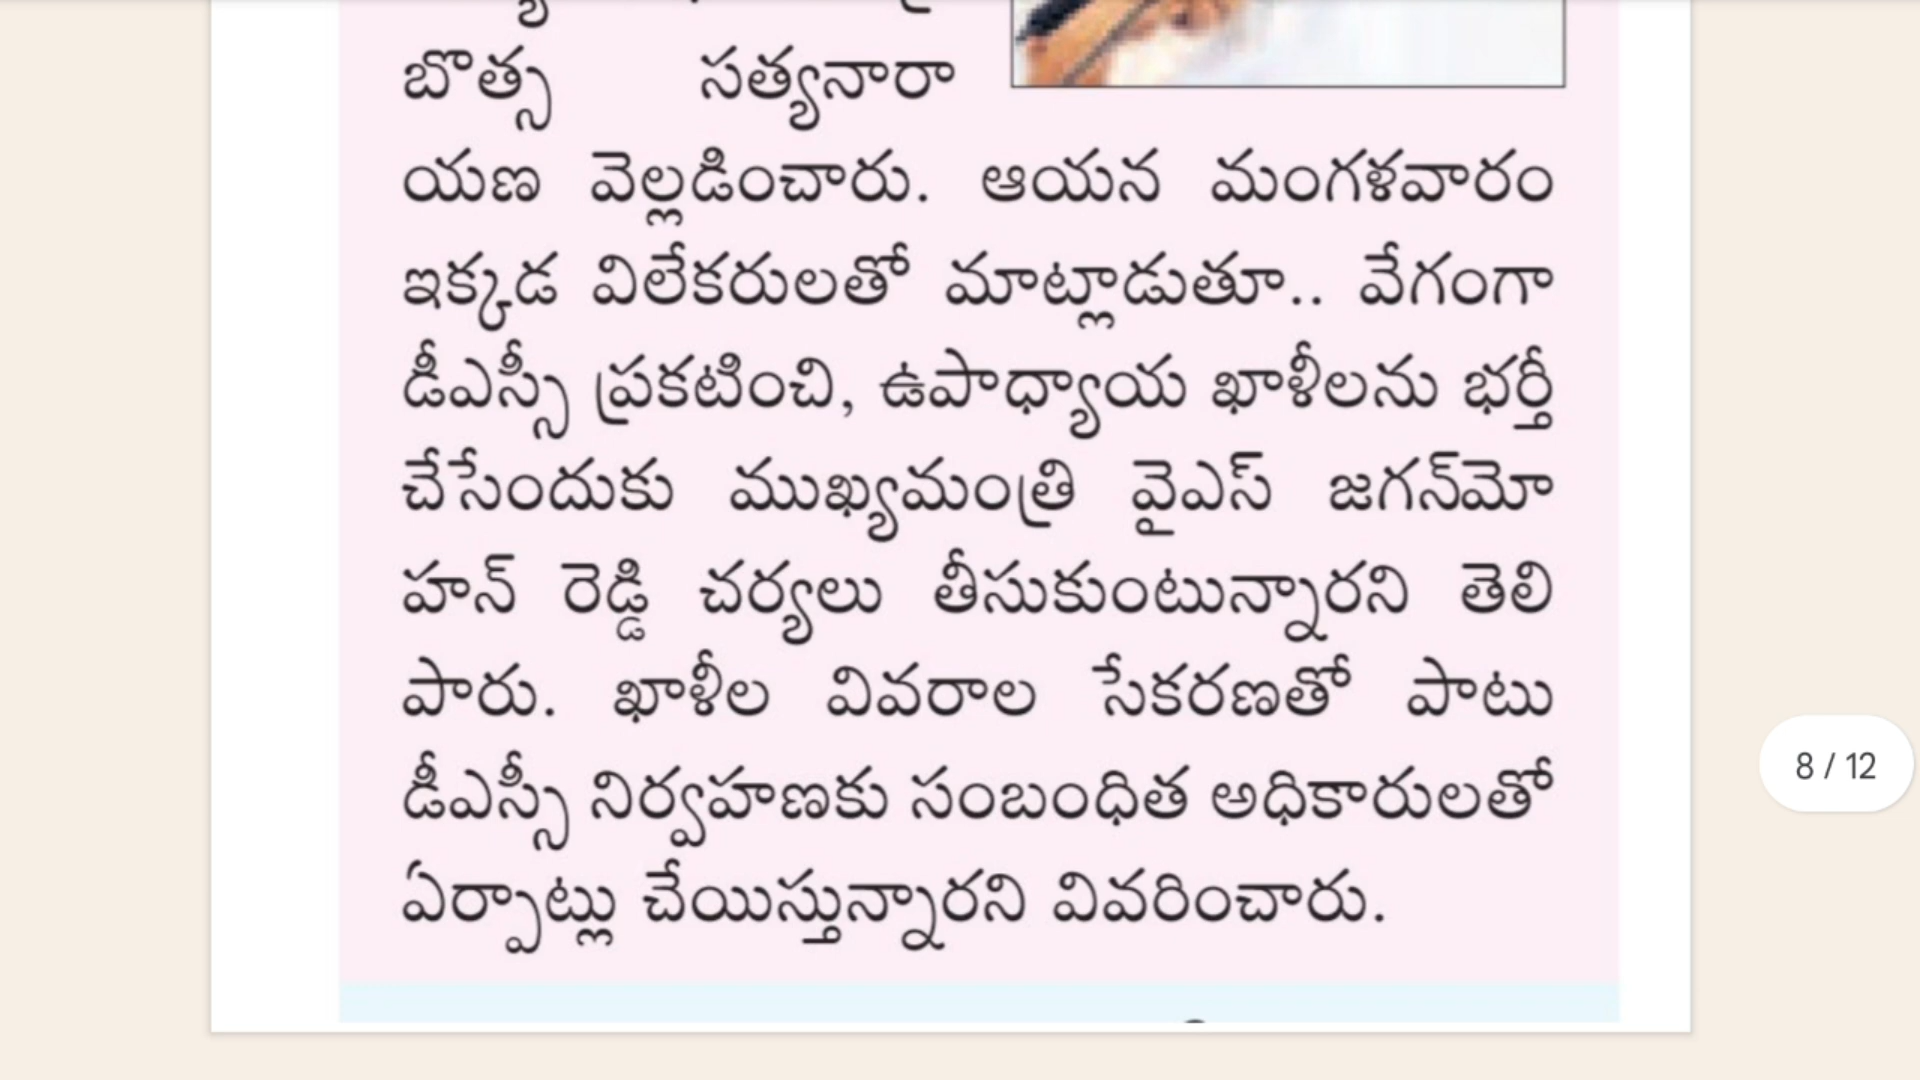 బొత్స సత్యనారా
యణ వెల్లడించారు. ఆయన మంగళవారం
ఇక్కడ విలేకరులతో మాట్లాడుతూ.. వేగంగా
డీఎస్సీ ప్రకటించి, ఉపాధ్యాయ ఖాళీలను భర్తీ
చేసేందుకు ముఖ్యమంత్రి వైఎస్ జగన్‌మో
హన్ రెడ్డి చర్యలు తీసుకుంటున్నారని తెలి
పారు. ఖాళీల వివరాల సేకరణతో పాటు
డీఎస్సీ నిర్వహణకు సంబంధిత అధికారులతో
ఏర్పాట్లు చేయిస్తున్నారని వివరించారు.
8 / 12